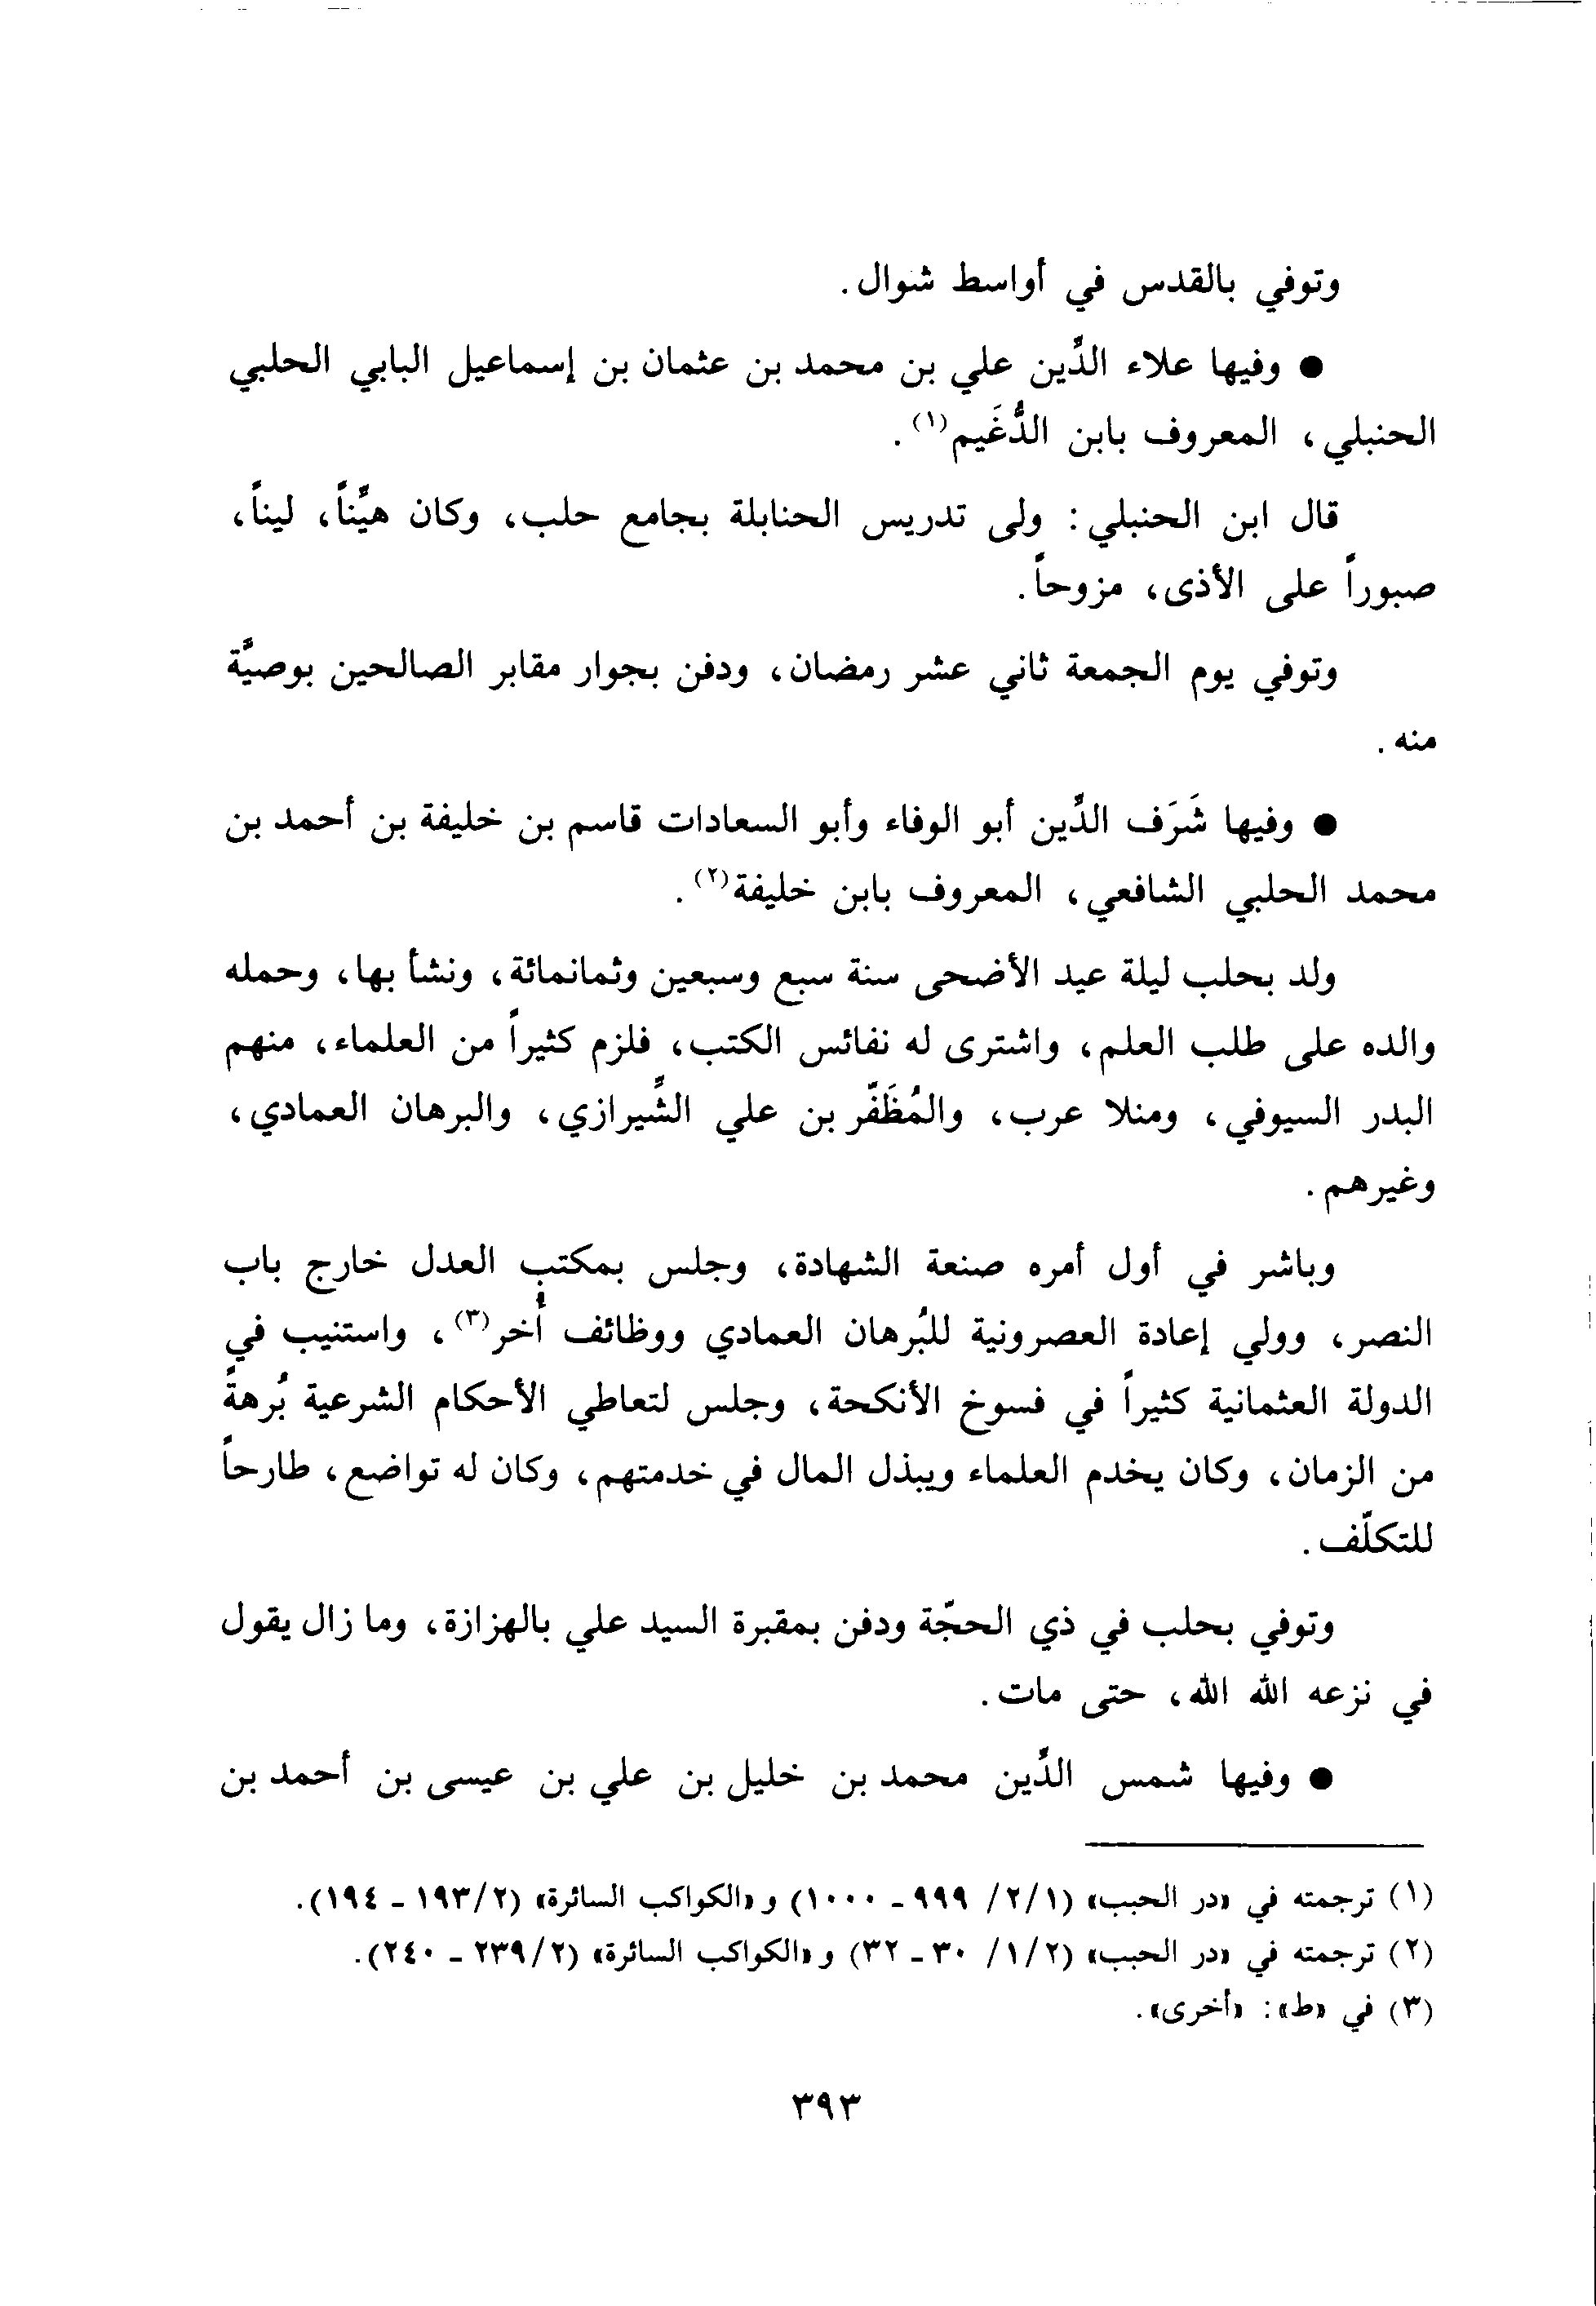 وتوفي بالقدس في أواسط شوال.
● وفيها علاء الدِّين علي بن محمد بن عثمان بن إسماعيل البابي الحلبي
الحنبلي، المعروف بابن الدُّغَيم(١).
قال ابن الحنبلي: ولى تدريس الحنابلة بجامع حلب، وكان هيِّناً، ليناً،
صبوراً على الأذى، مزوحاً.
وتوفي يوم الجمعة ثاني عشر رمضان، ودفن بجوار مقابر الصالحين بوصيَّة
منه.
● وفيها شَرَف الدِّين أبو الوفاء وأبو السعادات قاسم بن خليفة بن أحمد بن
محمد الحلبي الشافعي، المعروف بابن خليفة(٢).
ولد بحلب ليلة عيد الأضحى سنة سبع وسبعين وثمانمائة، ونشأ بها، وحمله
والده على طلب العلم، واشترى له نفائس الكتب، فلزم كثيراً من العلماء، منهم
البدر السيوفي، ومنلا عرب، والمُظَفّر بن علي الشِّيرازي، والبرهان العمادي،
وغيرهم.
وباشر في أول أمره صنعة الشهادة، وجلس بمكتب العدل خارج باب
النصر، وولي إعادة العصرونية للبُرهان العمادي ووظائف أُخر(٣)، واستنيب في
الدولة العثمانية كثيراً في فسوخ الأنكحة، وجلس لتعاطي الأحكام الشرعية بُرهةً
من الزمان، وكان يخدم العلماء ويبذل المال في خدمتهم، وكان له تواضع، طارحاً
للتكلّف.
وتوفي بحلب في ذي الحجّة ودفن بمقبرة السيد علي بالهزازة، وما زال يقول
في نزعه الله الله، حتى مات.
● وفيها شمس الدِّين محمد بن خليل بن علي بن عيسى بن أحمد بن
(١) ترجمته في «در الحبب» (١/٢/ ٩٩٩ ـ ١٠٠٠) و«الكواكب السائرة» (٢/١٩٣ ـ ١٩٤).
(٢) ترجمته في «در الحبب» (٢/١/ ٣٠ ـ ٣٢) و«الكواكب السائرة» (٢/٢٣٩ ـ ٢٤٠).
(٣) في «ط»: «أخرى».
٣٩٣